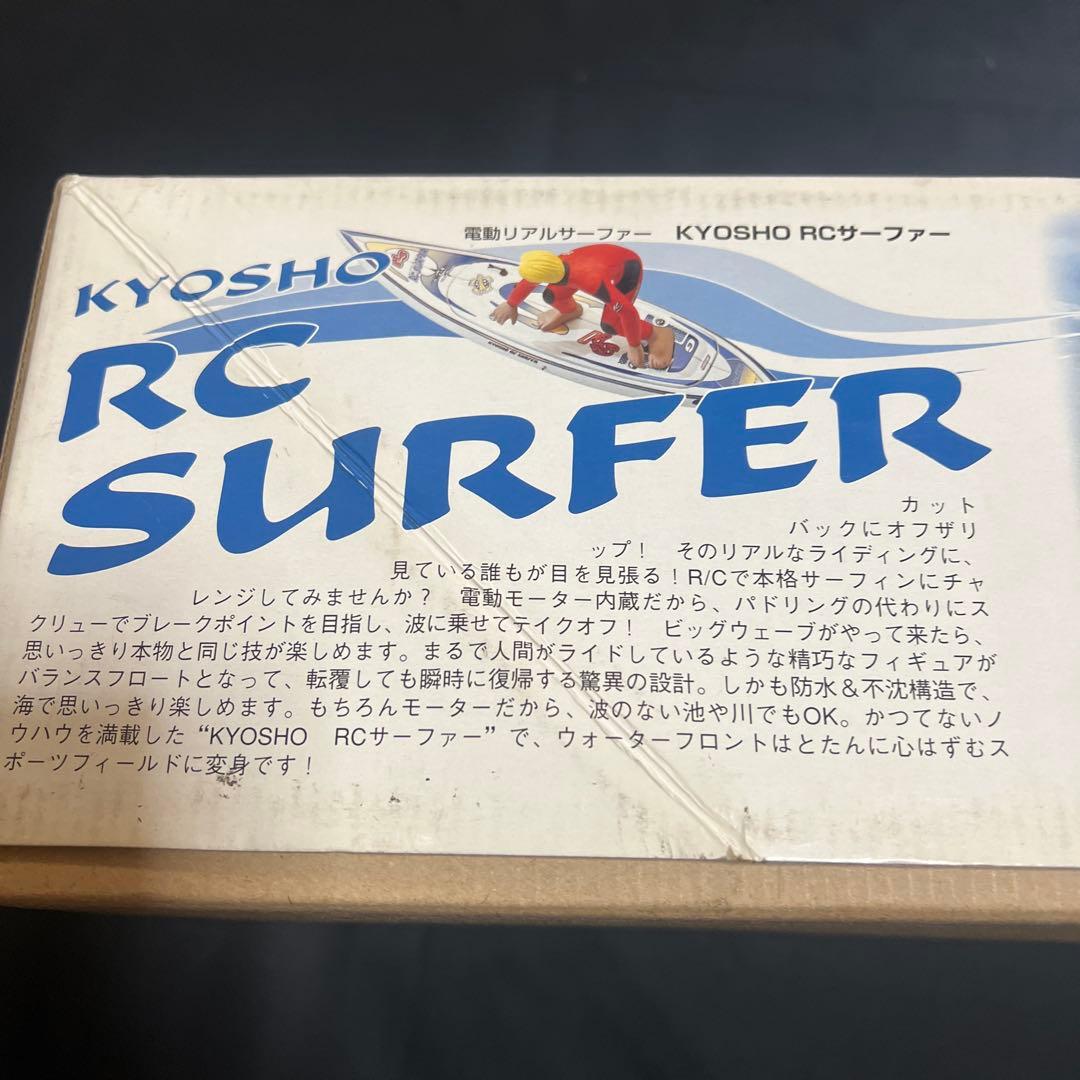 電動リアルサーファー KYOSHO RCサーファー
KYOSHO
RC
SURFER
カット
バックにオフザリ
ップ! そのリアルなライディングに、
見ている誰もが目を見張る!R/Cで本格サーフィンにチャ
レンジしてみませんか? 電動モーター内蔵だから、パドリングの代わりにス
クリューでブレークポイントを目指し、波に乗せてテイクオフ! ビッグウェーブがやって来たら、
思いっきり本物と同じ技が楽しめます。まるで人間がライドしているような精巧なフィギュアが
バランスフロートとなって、転覆しても瞬時に復帰する驚異の設計。しかも防水&不沈構造で、
海で思いっきり楽しめます。もちろんモーターだから、波のない池や川でもOK。かつてないノ
ウハウを満載した“KYOSHO RCサーファー”で、ウォーターフロントはとたんに心はずむス
ポーツフィールドに変身です!